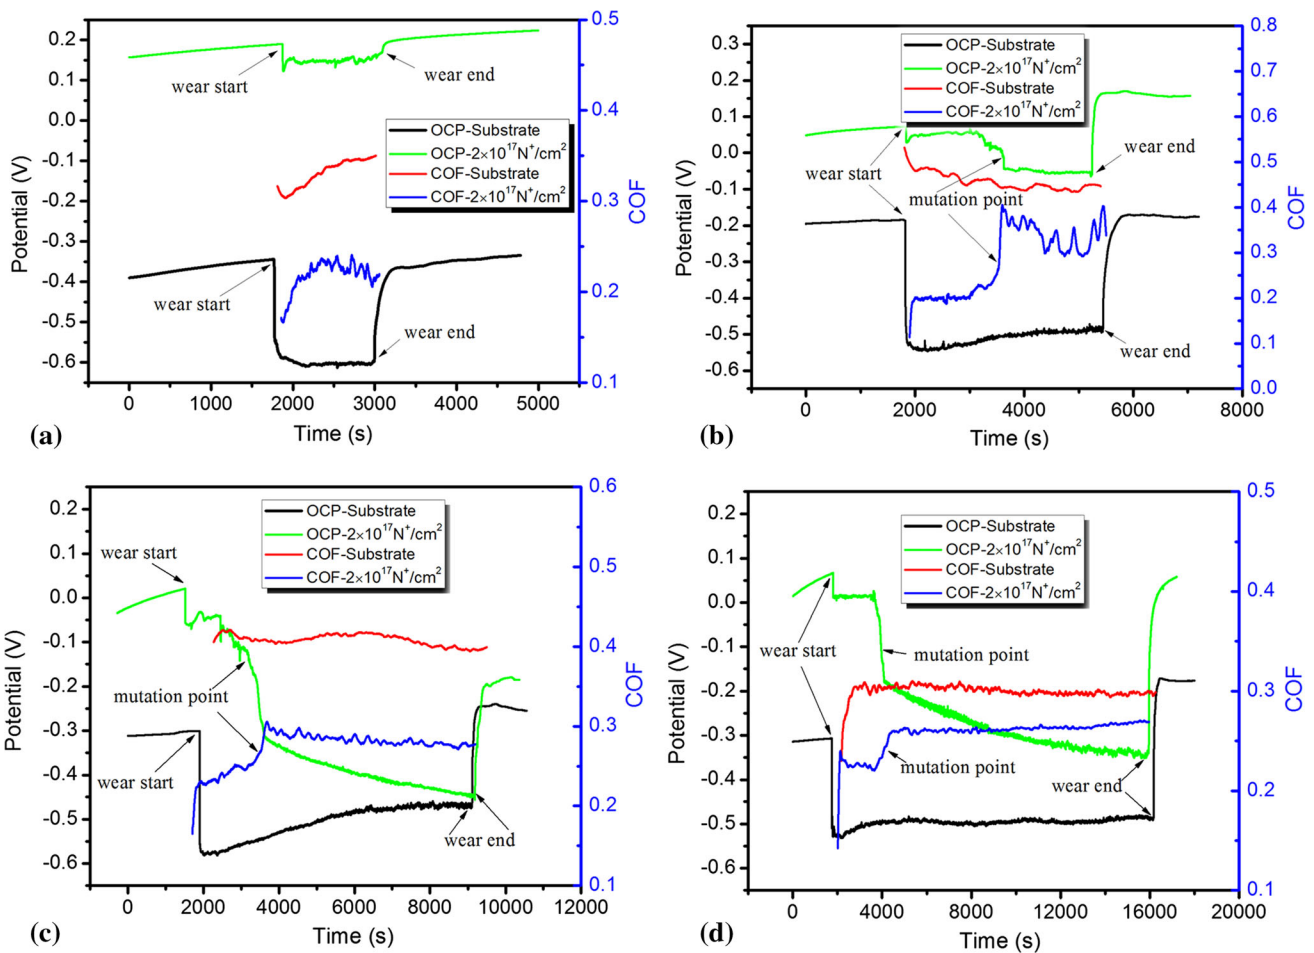 0.2
0.1
0.0
-0.1
-0.2
-0.3
-0.4
-0.5
-0.6
Potential (V)
0.5
0.4
0.3
0.2
0.1
COF
wear start
wear end
OCP-Substrate
OCP-2×10¹⁷N⁺/cm²
COF-Substrate
COF-2×10¹⁷N⁺/cm²
wear start
wear end
0
1000
2000
3000
4000
5000
Time (s)
(a)
0.3
0.2
0.1
0.0
-0.1
-0.2
-0.3
-0.4
-0.5
-0.6
Potential (V)
0.8
0.7
0.6
0.5
0.4
0.3
0.2
0.1
0.0
COF
OCP-Substrate
OCP-2×10¹⁷N⁺/cm²
COF-Substrate
COF-2×10¹⁷N⁺/cm²
wear end
wear start
mutation point
wear end
0
2000
4000
6000
8000
Time (s)
(b)
0.2
0.1
0.0
-0.1
-0.2
-0.3
-0.4
-0.5
-0.6
Potential (V)
0.6
0.5
0.4
0.3
0.2
0.1
COF
OCP-Substrate
OCP-2×10¹⁷N⁺/cm²
COF-Substrate
COF-2×10¹⁷N⁺/cm²
wear start
mutation point
wear start
wear end
0
2000
4000
6000
8000
10000
12000
Time (s)
(c)
0.2
0.1
0.0
-0.1
-0.2
-0.3
-0.4
-0.5
-0.6
Potential (V)
0.5
0.4
0.3
0.2
0.1
COF
OCP-Substrate
OCP-2×10¹⁷N⁺/cm²
COF-Substrate
COF-2×10¹⁷N⁺/cm²
wear start
mutation point
mutation point
wear end
0
4000
8000
12000
16000
20000
Time (s)
(d)